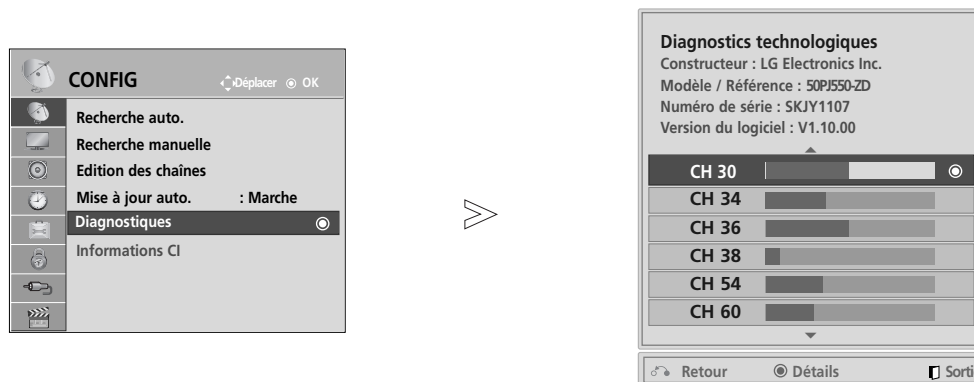 CONFIG
Déplacer OK
Recherche auto.
Recherche manuelle
Edition des chaînes
Mise à jour auto. : Marche
Diagnostiques
Informations CI
Diagnostics technologiques
Constructeur : LG Electronics Inc.
Modèle / Référence : 50PJ550-ZD
Numéro de série : SKJY1107
Version du logiciel : V1.10.00
CH 30
CH 34
CH 36
CH 38
CH 54
CH 60
Retour Détails Sorti